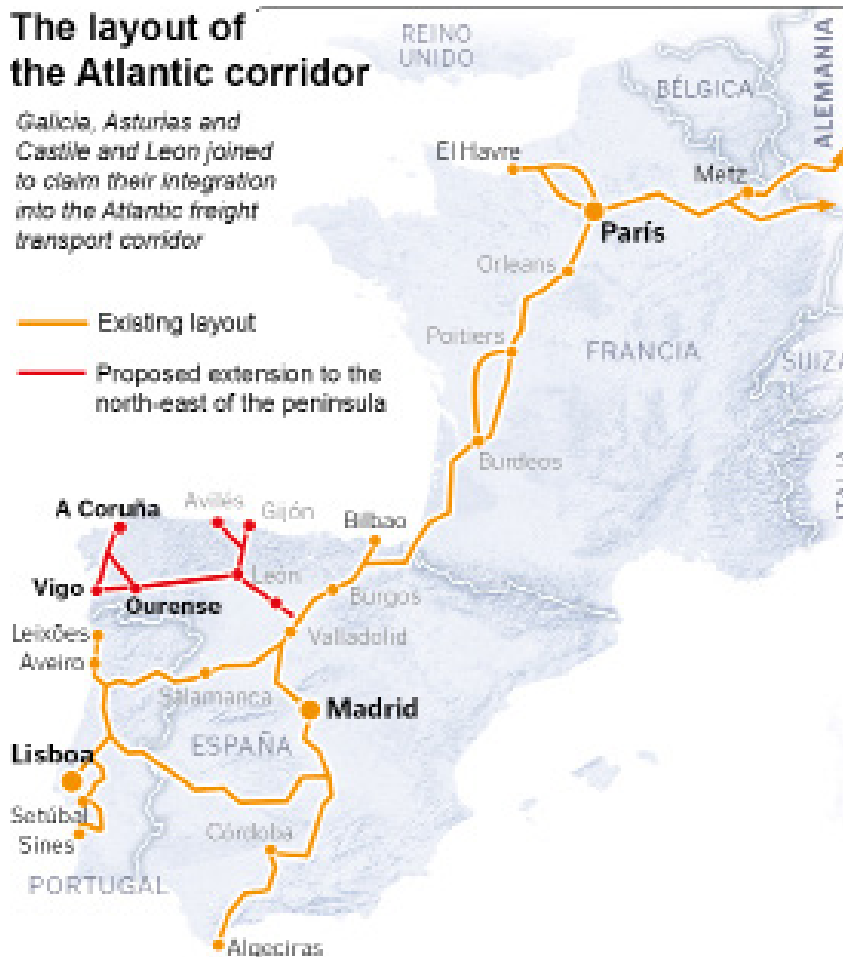 The layout of
the Atlantic corridor
Galicia, Asturias and
Castile and Leon joined
to claim their integration
into the Atlantic freight
transport corridor
Existing layout
Proposed extension to the
north-east of the peninsula
REINO
UNIDO
BÉLGICA
ALEMANIA
El Havre
Metz
París
Orleans
Poitiers
FRANCIA
SUIZA
Burdeos
A Coruña
Avilés
Gijón
Bilbao
Vigo
Ourense
León
Burgos
Leixões
Aveiro
Valladolid
Salamanca
Madrid
Lisboa
ESPAÑA
Setúbal
Sines
Córdoba
PORTUGAL
Algeciras